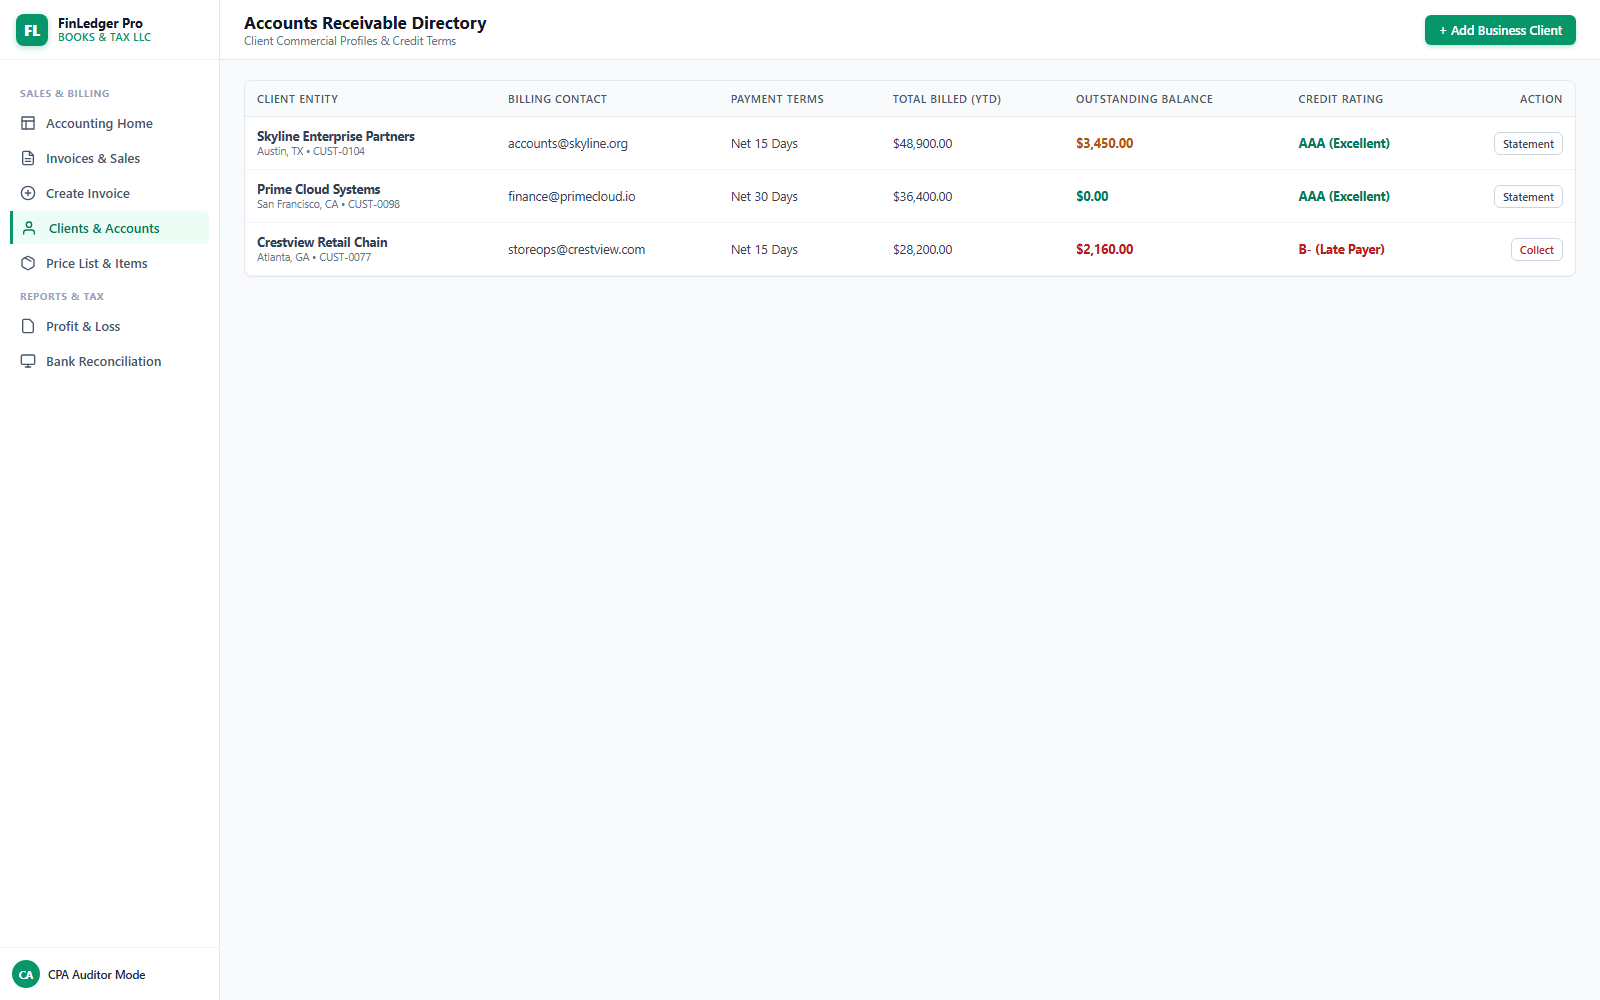 FL
FinLedger Pro
BOOKS & TAX LLC
SALES & BILLING
Accounting Home
Invoices & Sales
Create Invoice
Clients & Accounts
Price List & Items
REPORTS & TAX
Profit & Loss
Bank Reconciliation
CA CPA Auditor Mode
Accounts Receivable Directory
Client Commercial Profiles & Credit Terms
+ Add Business Client
CLIENT ENTITY BILLING CONTACT PAYMENT TERMS TOTAL BILLED (YTD) OUTSTANDING BALANCE CREDIT RATING ACTION
Skyline Enterprise Partners
Austin, TX • CUST-0104
accounts@skyline.org Net 15 Days $48,900.00 $3,450.00 AAA (Excellent) Statement
Prime Cloud Systems
San Francisco, CA • CUST-0098
finance@primecloud.io Net 30 Days $36,400.00 $0.00 AAA (Excellent) Statement
Crestview Retail Chain
Atlanta, GA • CUST-0077
storeops@crestview.com Net 15 Days $28,200.00 $2,160.00 B- (Late Payer) Collect